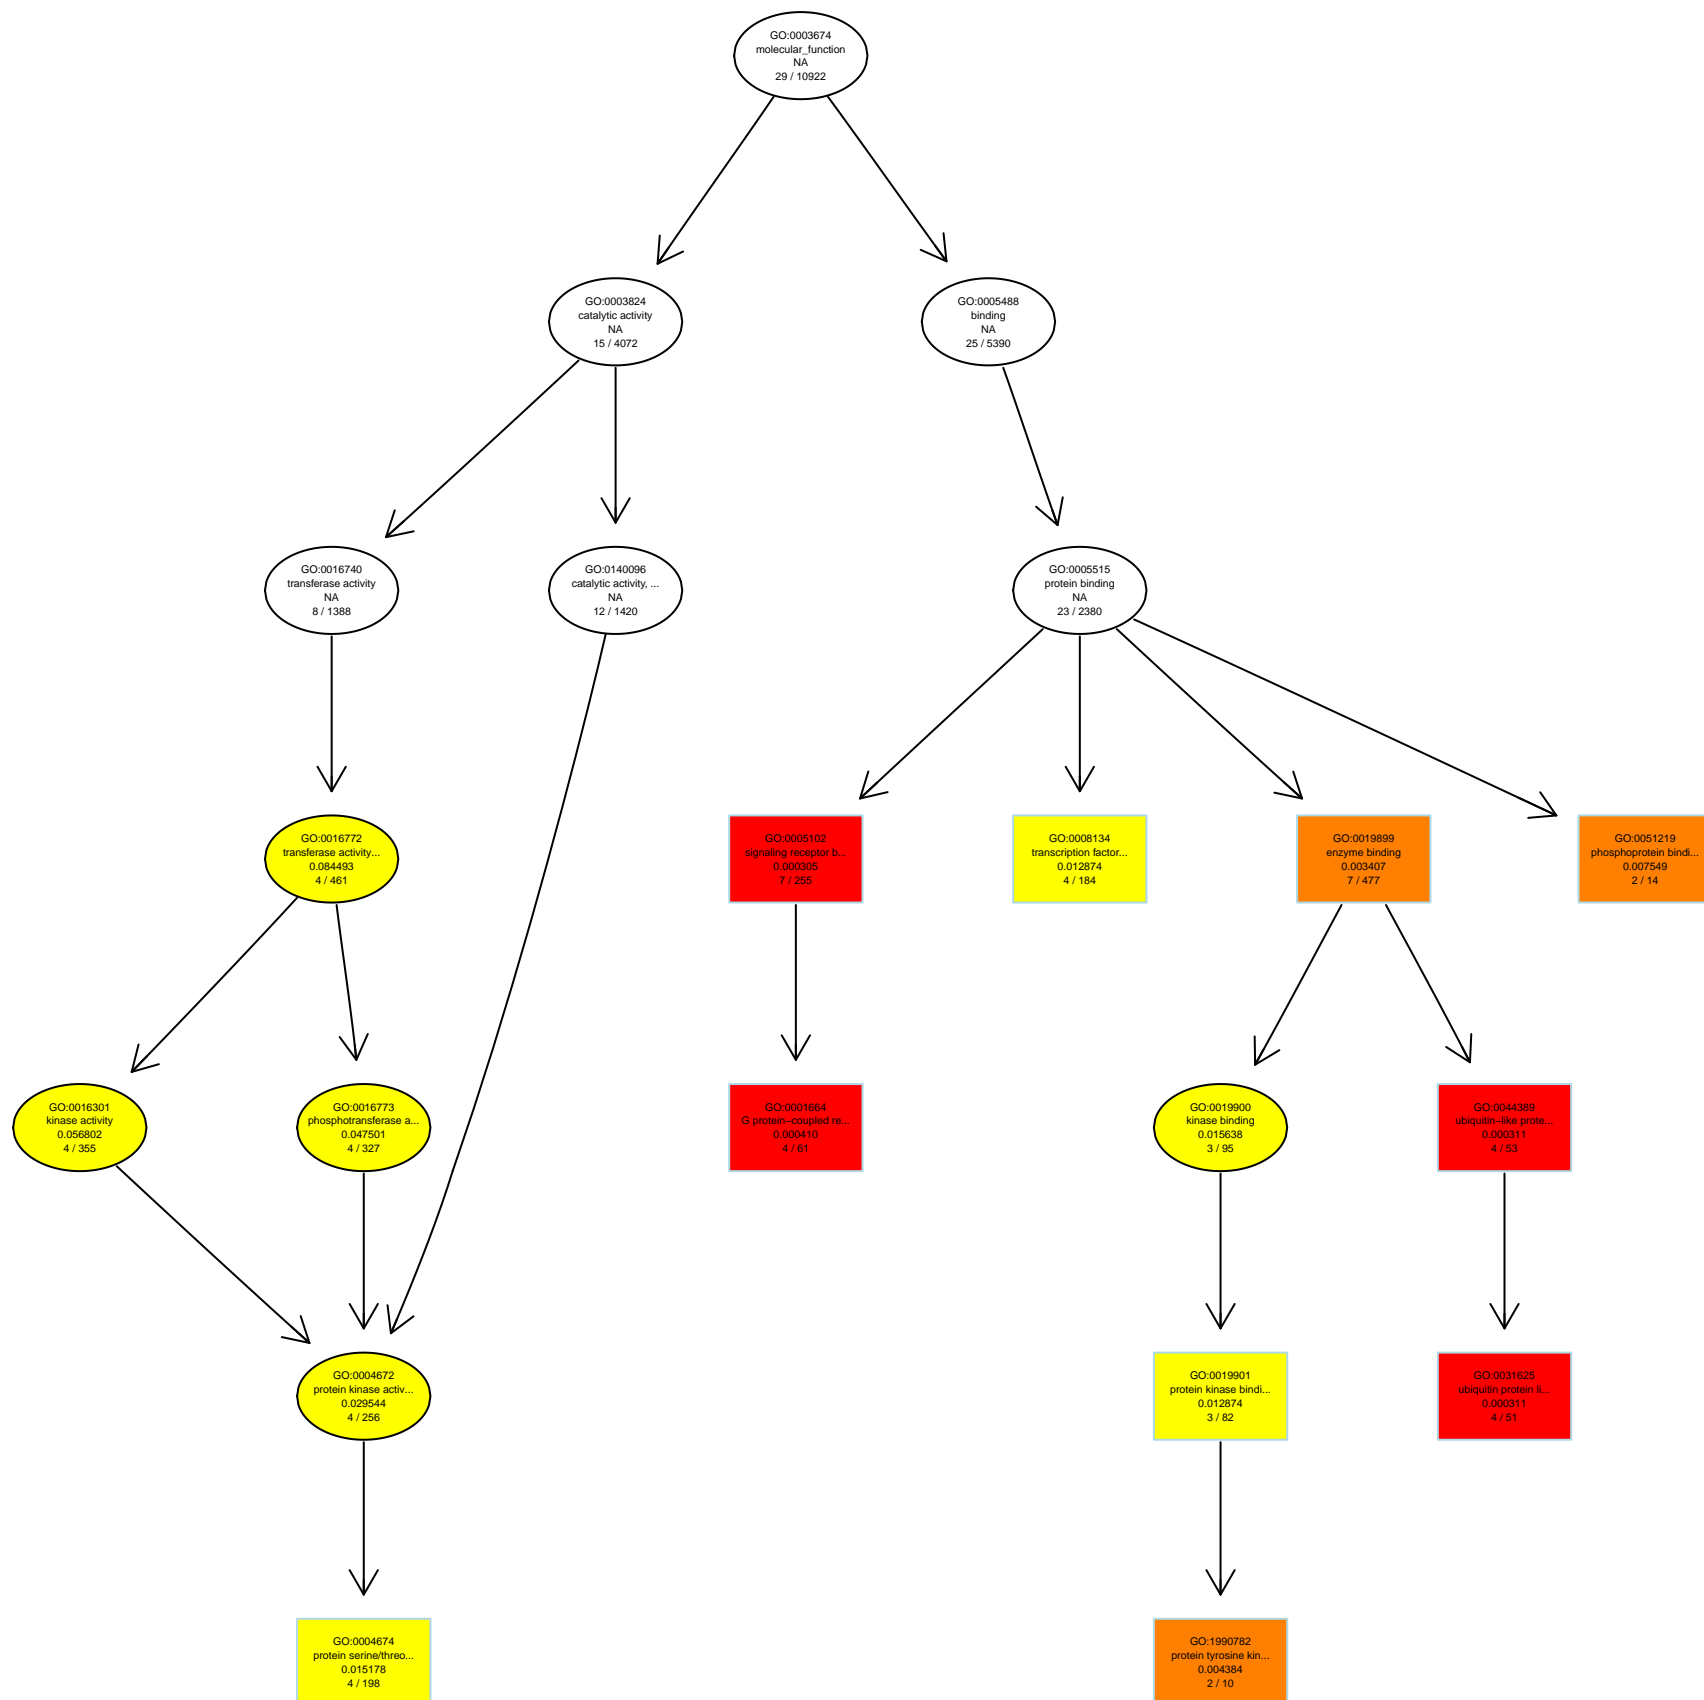 GO:0003674
molecular_function
NA
29 / 10922
GO:0003824
catalytic activity
NA
15 / 4072
GO:0005488
binding
NA
25 / 5390
GO:0016740
transferase activity
NA
8 / 1388
GO:0140096
catalytic activity, ...
NA
12 / 1420
GO:0005515
protein binding
NA
23 / 2380
GO:0016772
transferase activity...
0.084493
4 / 461
GO:0005102
signaling receptor b...
0.000305
7 / 255
GO:0008134
transcription factor...
0.012874
4 / 184
GO:0019899
enzyme binding
0.003407
7 / 477
GO:0051219
phosphoprotein bindi...
0.007549
2 / 14
GO:0016301
kinase activity
0.056802
4 / 355
GO:0016773
phosphotransferase a...
0.047501
4 / 327
GO:0001664
G protein−coupled re...
0.000410
4 / 61
GO:0019900
kinase binding
0.015638
3 / 95
GO:0044389
ubiquitin−like prote...
0.000311
4 / 53
GO:0004672
protein kinase activ...
0.029544
4 / 256
GO:0019901
protein kinase bindi...
0.012874
3 / 82
GO:0031625
ubiquitin protein li...
0.000311
4 / 51
GO:0004674
protein serine/threo...
0.015178
4 / 198
GO:1990782
protein tyrosine kin...
0.004384
2 / 10